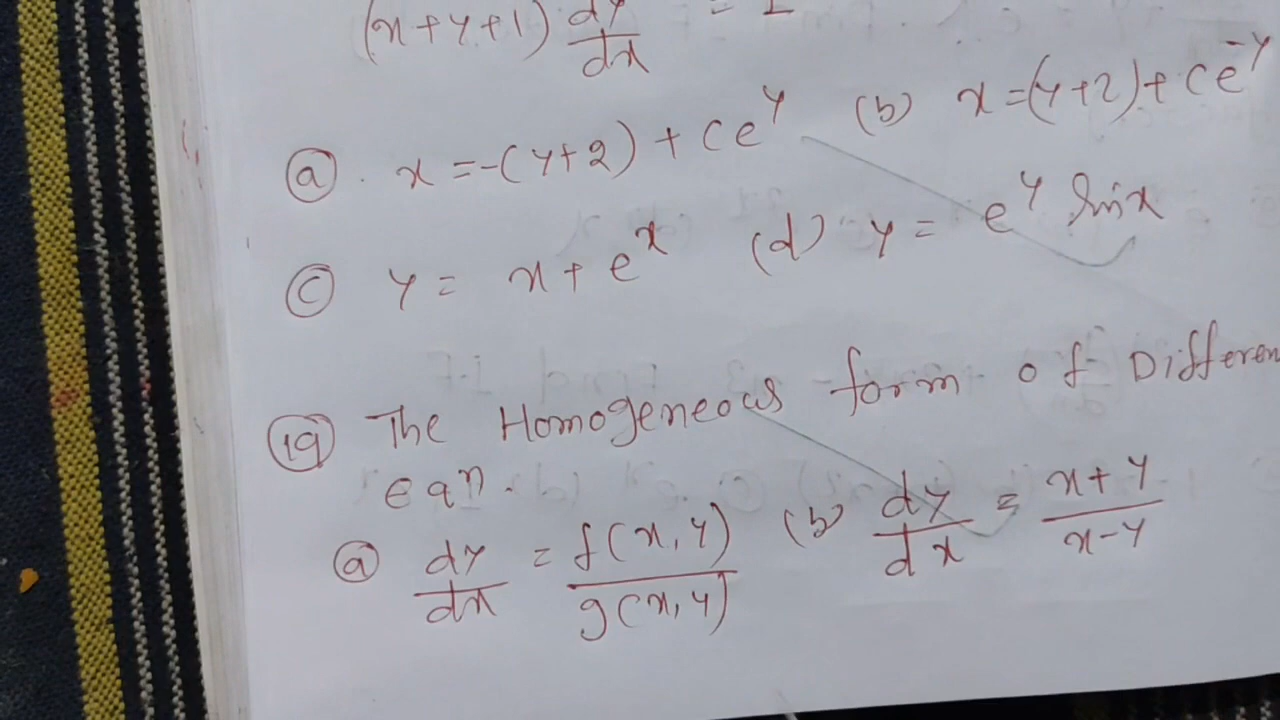 (x+y+1) dy/dx = 1
(a). x = -(y+2) + Ce^y (b) x = (y+2) + Ce^-y
(c) y = x + e^x (d) y = e^y sin x
(19) The Homogeneous form of Differen
Eqn.
(a) dy/dx = f(x,y)/g(x,y) (b) dy/dx = x+y/x-y